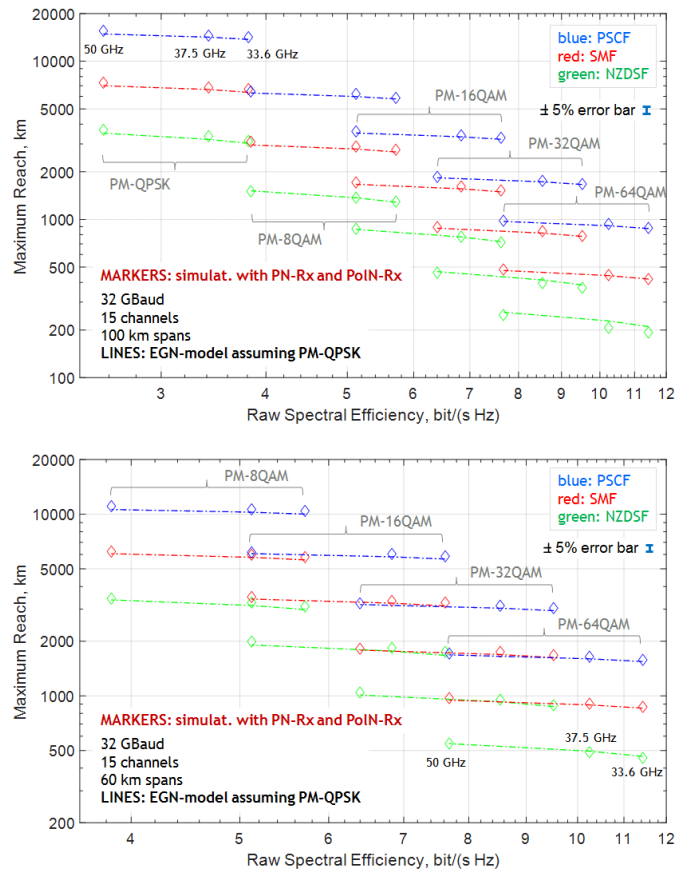 20000
10000
5000
2000
1000
500
200
100
Maximum Reach, km
50 GHz
37.5 GHz
33.6 GHz
blue: PSCF
red: SMF
green: NZDSF
± 5% error bar
PM-16QAM
PM-32QAM
PM-64QAM
PM-QPSK
PM-8QAM
MARKERS: simulat. with PN-Rx and PolN-Rx
32 GBaud
15 channels
100 km spans
LINES: EGN-model assuming PM-QPSK
3 4 5 6 7 8 9 10 11 12
Raw Spectral Efficiency, bit/(s Hz)
20000
10000
5000
2000
1000
500
200
Maximum Reach, km
PM-8QAM
blue: PSCF
red: SMF
green: NZDSF
PM-16QAM
± 5% error bar
PM-32QAM
PM-64QAM
MARKERS: simulat. with PN-Rx and PolN-Rx
32 GBaud
15 channels
60 km spans
LINES: EGN-model assuming PM-QPSK
50 GHz
37.5 GHz
33.6 GHz
4 5 6 7 8 9 10 11 12
Raw Spectral Efficiency, bit/(s Hz)